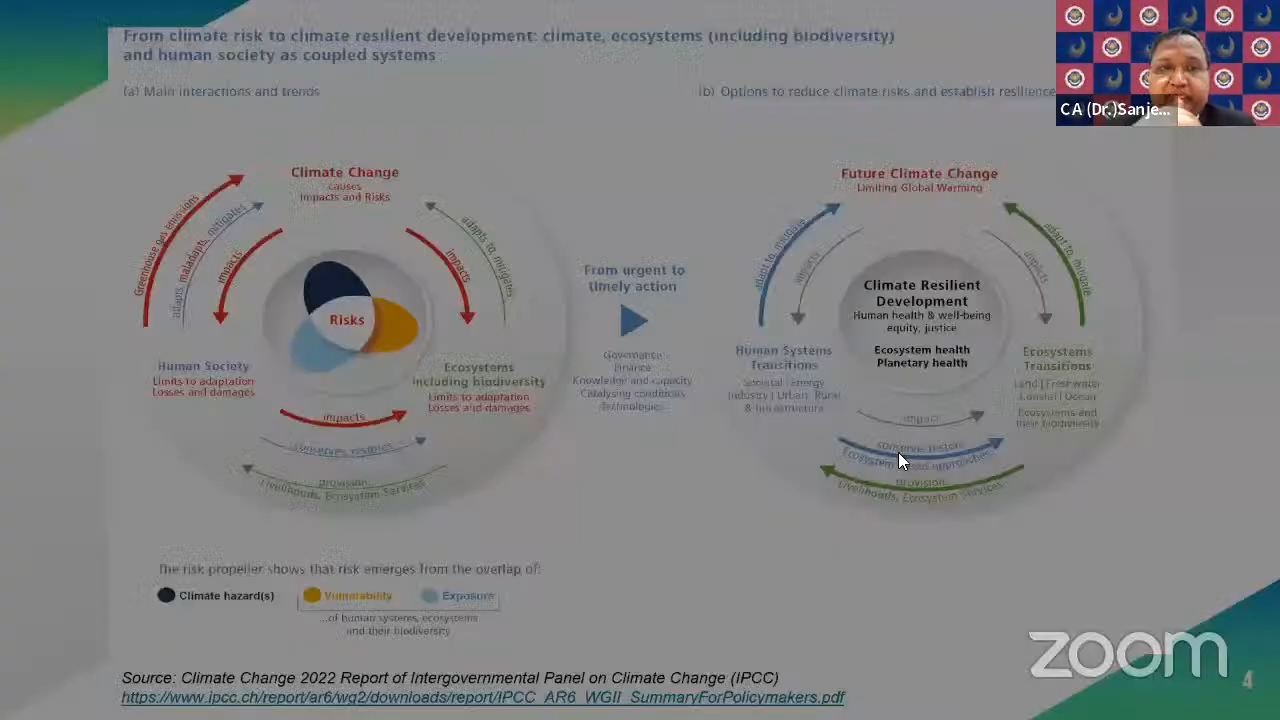 From climate risk to climate resilient development: climate, ecosystems (including biodiversity)
and human society as coupled systems
(a) Main interactions and trends
(b) Options to reduce climate risks and establish resilience
C A (Dr.)Sanje...
Climate Change
causes
Impacts and Risks
Greenhouse gas emissions
adapts, maladapts, mitigates
impacts
impacts
adapts to, mitigates
Risks
Human Society
Limits to adaptation
Losses and damages
Ecosystems
including biodiversity
Limits to adaptation
Losses and damages
impacts
conserves, restores
provision
Livelihoods, Ecosystem Services
From urgent to
timely action
Governance
Finance
Knowledge and capacity
Catalysing conditions
Technologies
Future Climate Change
Limiting Global Warming
adapt to, mitigate
impacts
impacts
adapt to, mitigate
Climate Resilient
Development
Human health & well-being
equity, justice
Ecosystem health
Planetary health
Human Systems
Transitions
Societal | Energy
Industry | Urban, Rural
& Infrastructure
Ecosystems
Transitions
Land | Freshwater
Coastal | Ocean
Ecosystems and
their biodiversity
impact
conserve, restore
Ecosystem approaches
provision
Livelihoods, Ecosystem Services
The risk propeller shows that risk emerges from the overlap of:
Climate hazard(s)
Vulnerability
Exposure
...of human systems, ecosystems
and their biodiversity
zoom
Source: Climate Change 2022 Report of Intergovernmental Panel on Climate Change (IPCC)
https://www.ipcc.ch/report/ar6/wg2/downloads/report/IPCC_AR6_WGII_SummaryForPolicymakers.pdf
4